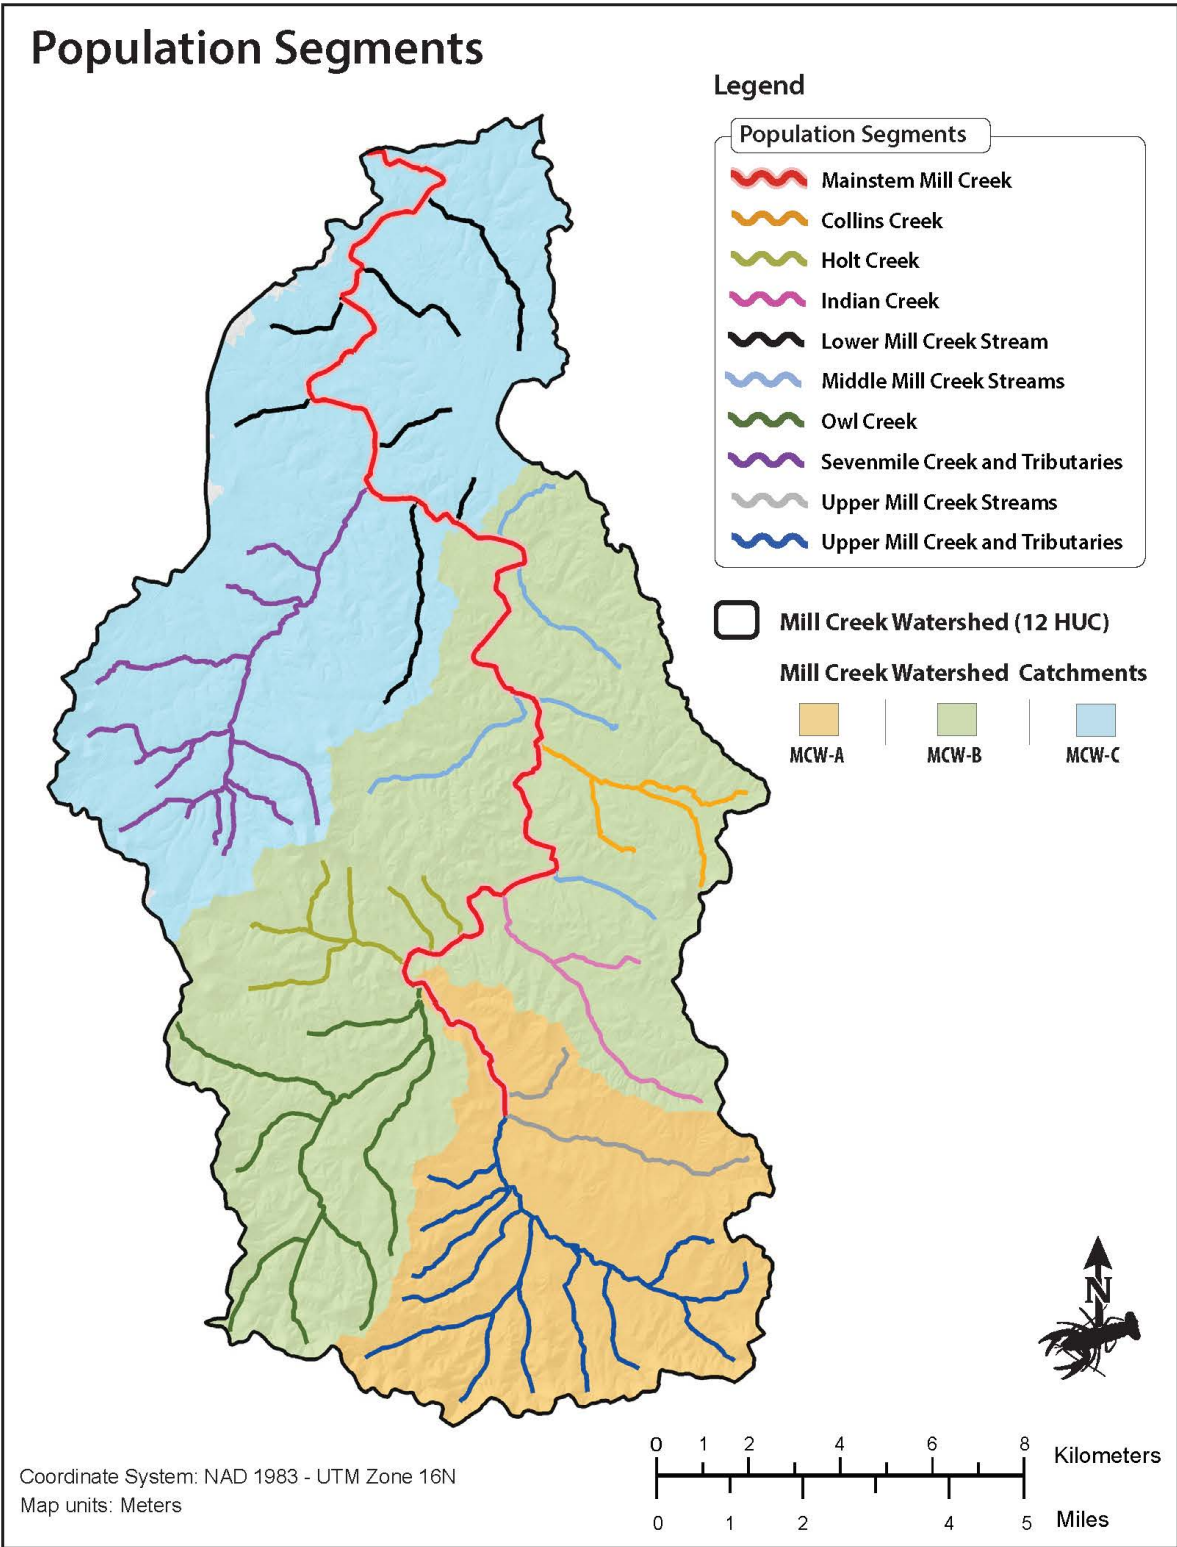 Population Segments
Legend
Population Segments
Mainstem Mill Creek
Collins Creek
Holt Creek
Indian Creek
Lower Mill Creek Stream
Middle Mill Creek Streams
Owl Creek
Sevenmile Creek and Tributaries
Upper Mill Creek Streams
Upper Mill Creek and Tributaries
Mill Creek Watershed (12 HUC)
Mill Creek Watershed Catchments
MCW-A MCW-B MCW-C
N
0 1 2 4 6 8 Kilometers
0 1 2 4 5 Miles
Coordinate System: NAD 1983 - UTM Zone 16N
Map units: Meters